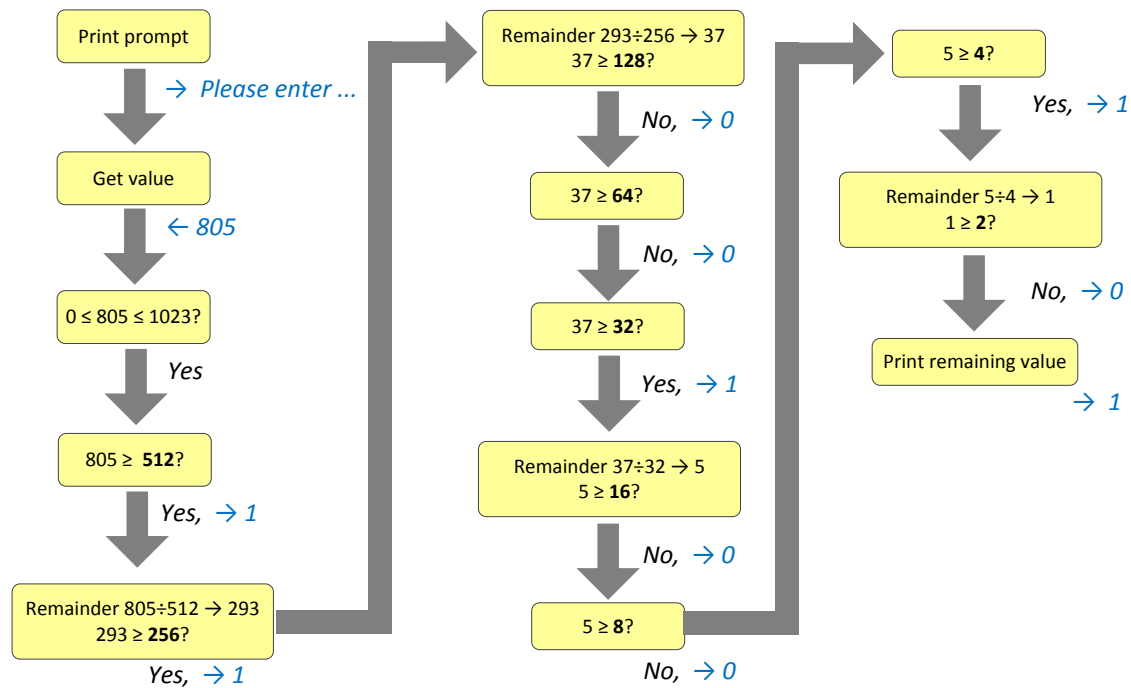 Print prompt
→ Please enter ...
Get value
← 805
0 ≤ 805 ≤ 1023?
Yes
805 ≥ 512?
Yes, → 1
Remainder 805÷512 → 293
293 ≥ 256?
Yes, → 1
Remainder 293÷256 → 37
37 ≥ 128?
No, → 0
37 ≥ 64?
No, → 0
37 ≥ 32?
Yes, → 1
Remainder 37÷32 → 5
5 ≥ 16?
No, → 0
5 ≥ 8?
No, → 0
5 ≥ 4?
Yes, → 1
Remainder 5÷4 → 1
1 ≥ 2?
No, → 0
Print remaining value
→ 1